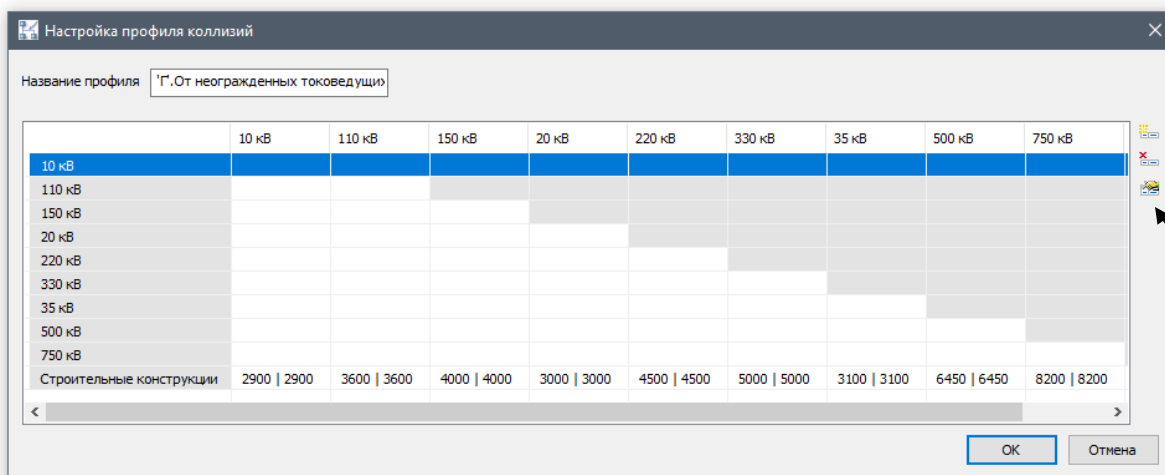 Настройка профиля коллизий
Название профиля 'Г'.От неогражденных токоведущи
10 кВ 110 кВ 150 кВ 20 кВ 220 кВ 330 кВ 35 кВ 500 кВ 750 кВ
10 кВ
110 кВ
150 кВ
20 кВ
220 кВ
330 кВ
35 кВ
500 кВ
750 кВ
Строительные конструкции 2900 | 2900 3600 | 3600 4000 | 4000 3000 | 3000 4500 | 4500 5000 | 5000 3100 | 3100 6450 | 6450 8200 | 8200
ОК Отмена